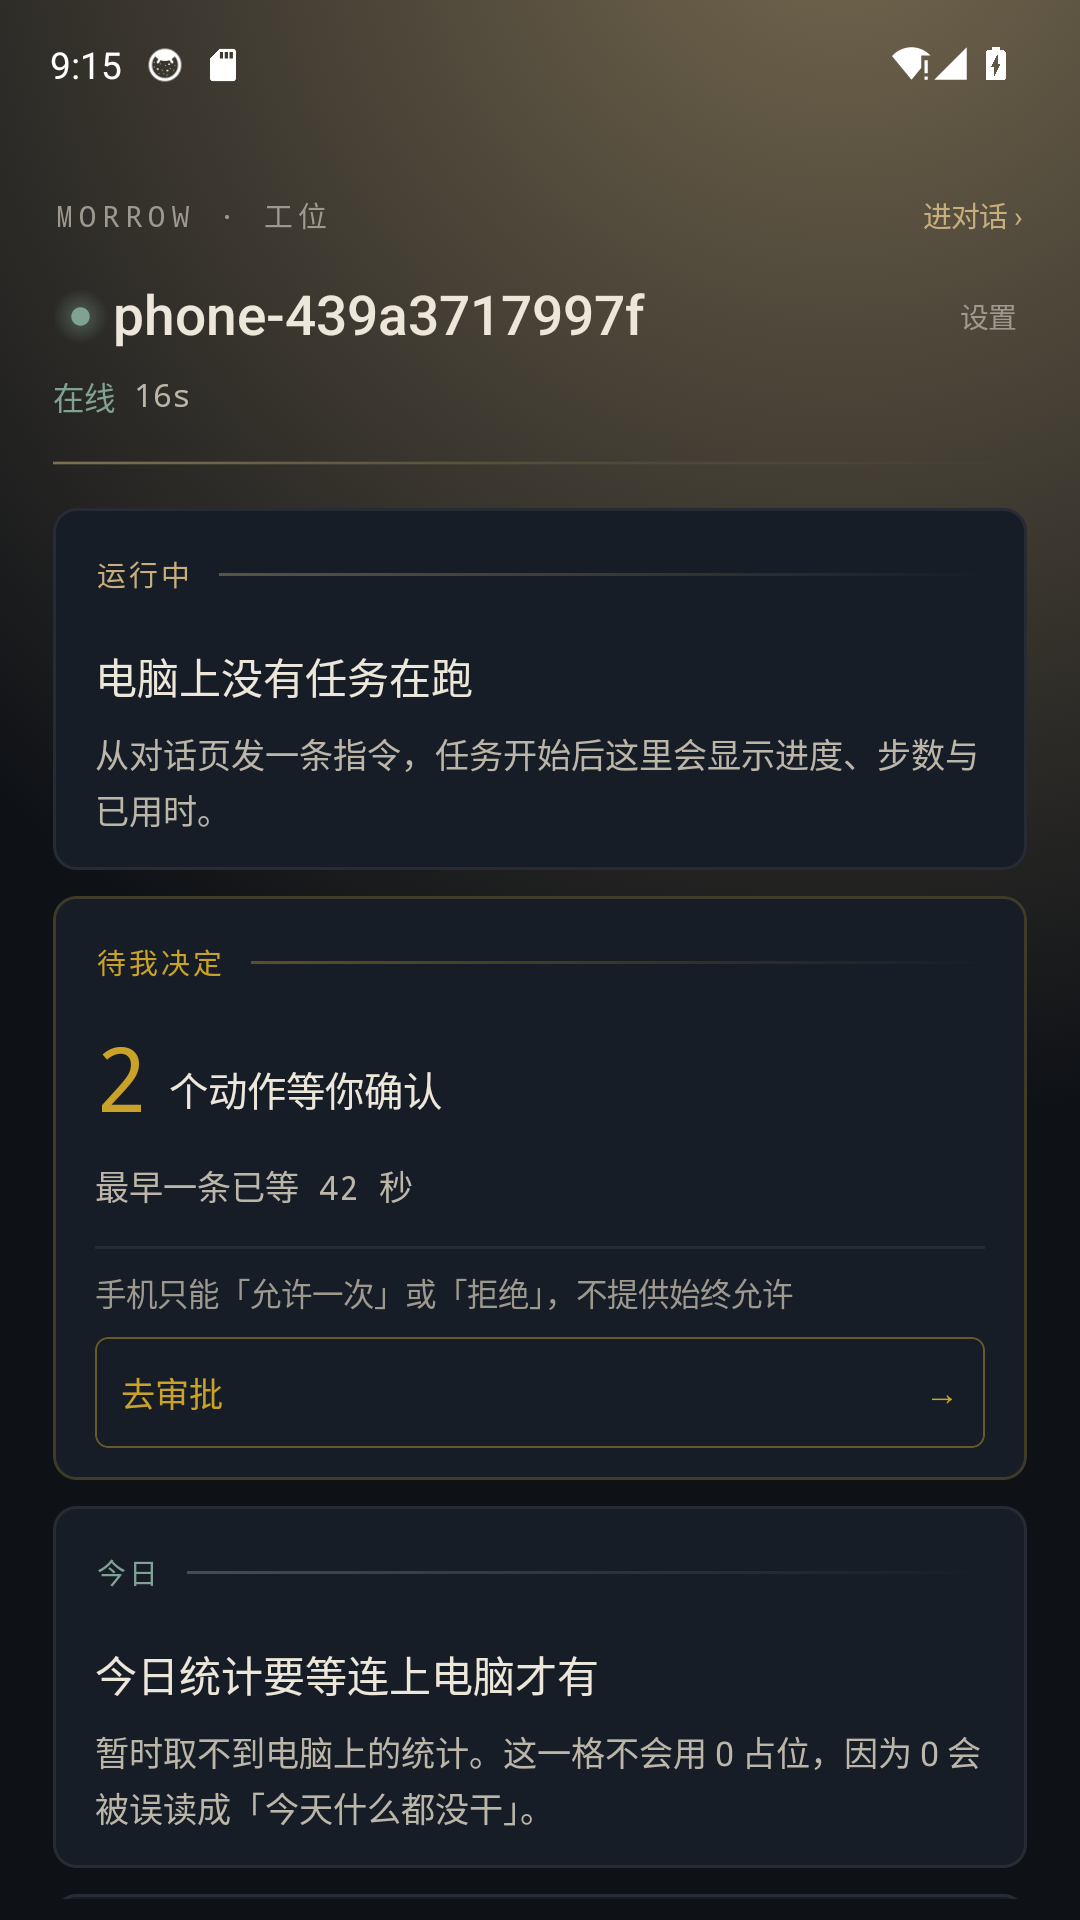 9:15
MORROW · 工位
进对话 ›
phone-439a3717997f
设置
在线 16s
运行中
电脑上没有任务在跑
从对话页发一条指令，任务开始后这里会显示进度、步数与
已用时。
待我决定
2 个动作等你确认
最早一条已等 42 秒
手机只能「允许一次」或「拒绝」，不提供始终允许
去审批 →
今日
今日统计要等连上电脑才有
暂时取不到电脑上的统计。这一格不会用 0 占位，因为 0 会
被误读成「今天什么都没干」。